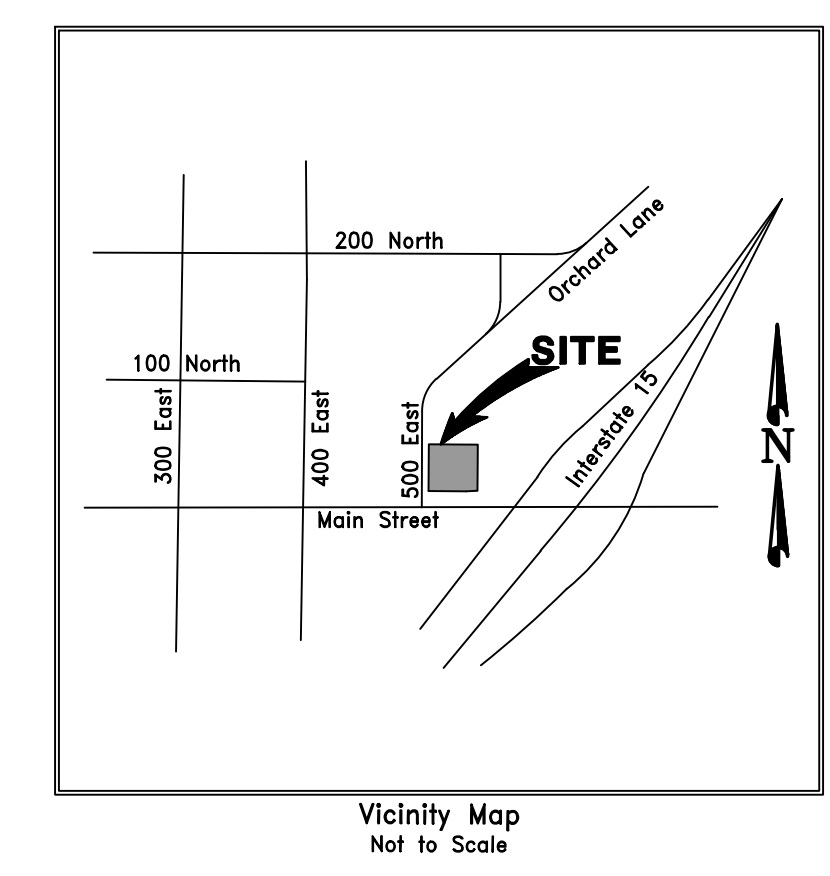 200 North
Orchard Lane
SITE
100 North
Interstate 15
300 East
400 East
500 East
N
Main Street
Vicinity Map
Not to Scale